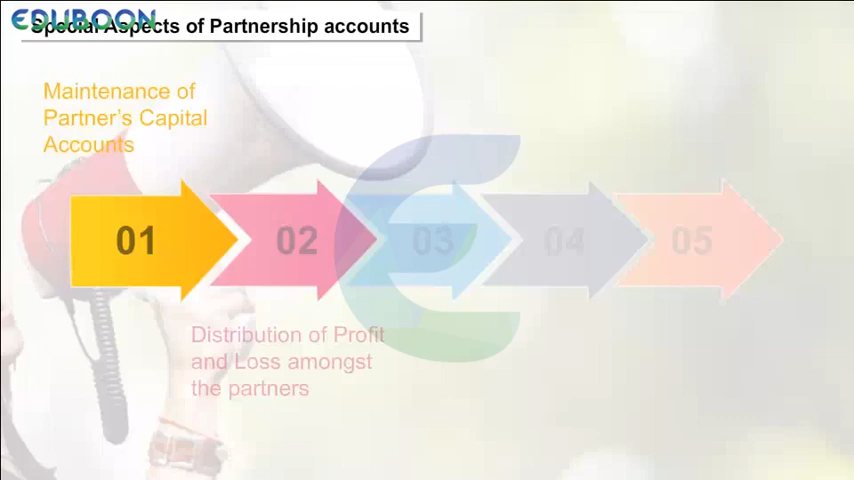 EDUBOON
Special Aspects of Partnership accounts
Maintenance of
Partner's Capital
Accounts
01
02
03
04
05
Distribution of Profit
and Loss amongst
the partners